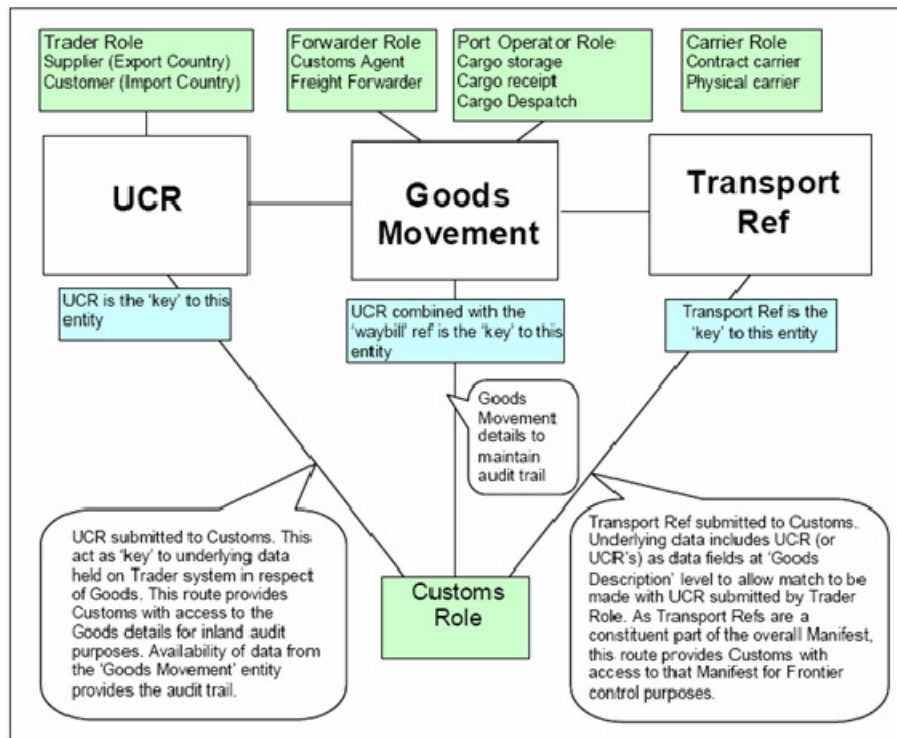 Trader Role
Supplier (Export Country)
Customer (Import Country)
Forwarder Role
Customs Agent
Freight Forwarder
Port Operator Role
Cargo storage
Cargo receipt
Cargo Despatch
Carrier Role
Contract carrier
Physical carrier
UCR
Goods
Movement
Transport
Ref
UCR is the 'key' to this
entity
UCR combined with the
'waybill' ref is the 'key' to this
entity
Transport Ref is the
'key' to this entity
Goods
Movement
details to
maintain
audit trail
UCR submitted to Customs. This
act as 'key' to underlying data
held on Trader system in respect
of Goods. This route provides
Customs with access to the
Goods details for inland audit
purposes. Availability of data from
the 'Goods Movement' entity
provides the audit trail.
Customs
Role
Transport Ref submitted to Customs.
Underlying data includes UCR (or
UCR's) as data fields at 'Goods
Description' level to allow match to be
made with UCR submitted by Trader
Role. As Transport Refs are a
constituent part of the overall Manifest,
this route provides Customs with
access to that Manifest for Frontier
control purposes.